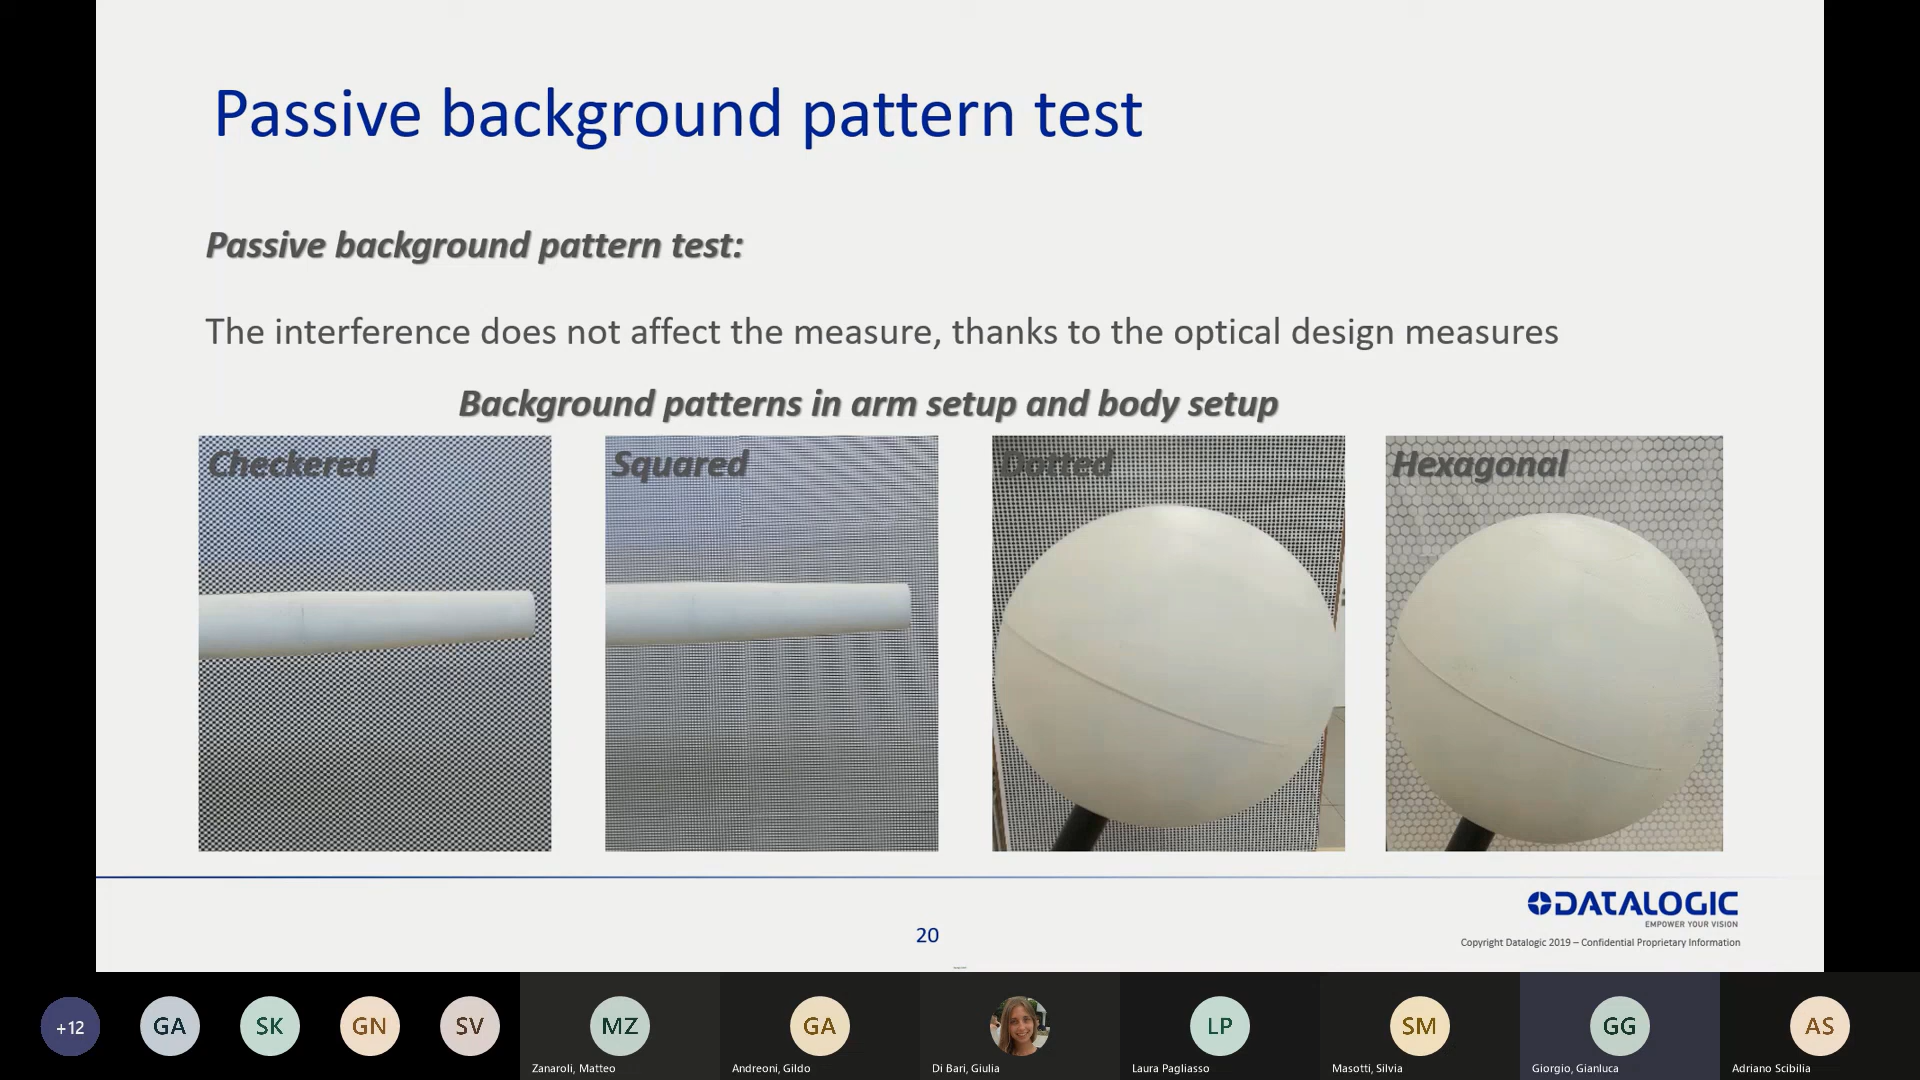 Passive background pattern test
Passive background pattern test:
The interference does not affect the measure, thanks to the optical design measures
Background patterns in arm setup and body setup
Checkered
Squared
Dotted
Hexagonal
DATALOGIC
EMPOWER YOUR VISION
20
Copyright Datalogic 2019 – Confidential Proprietary Information
+12
GA
SK
GN
SV
MZ
GA
LP
SM
GG
AS
Zanaroli, Matteo
Andreoni, Gildo
Di Bari, Giulia
Laura Pagliasso
Masotti, Silvia
Giorgio, Gianluca
Adriano Scibilia